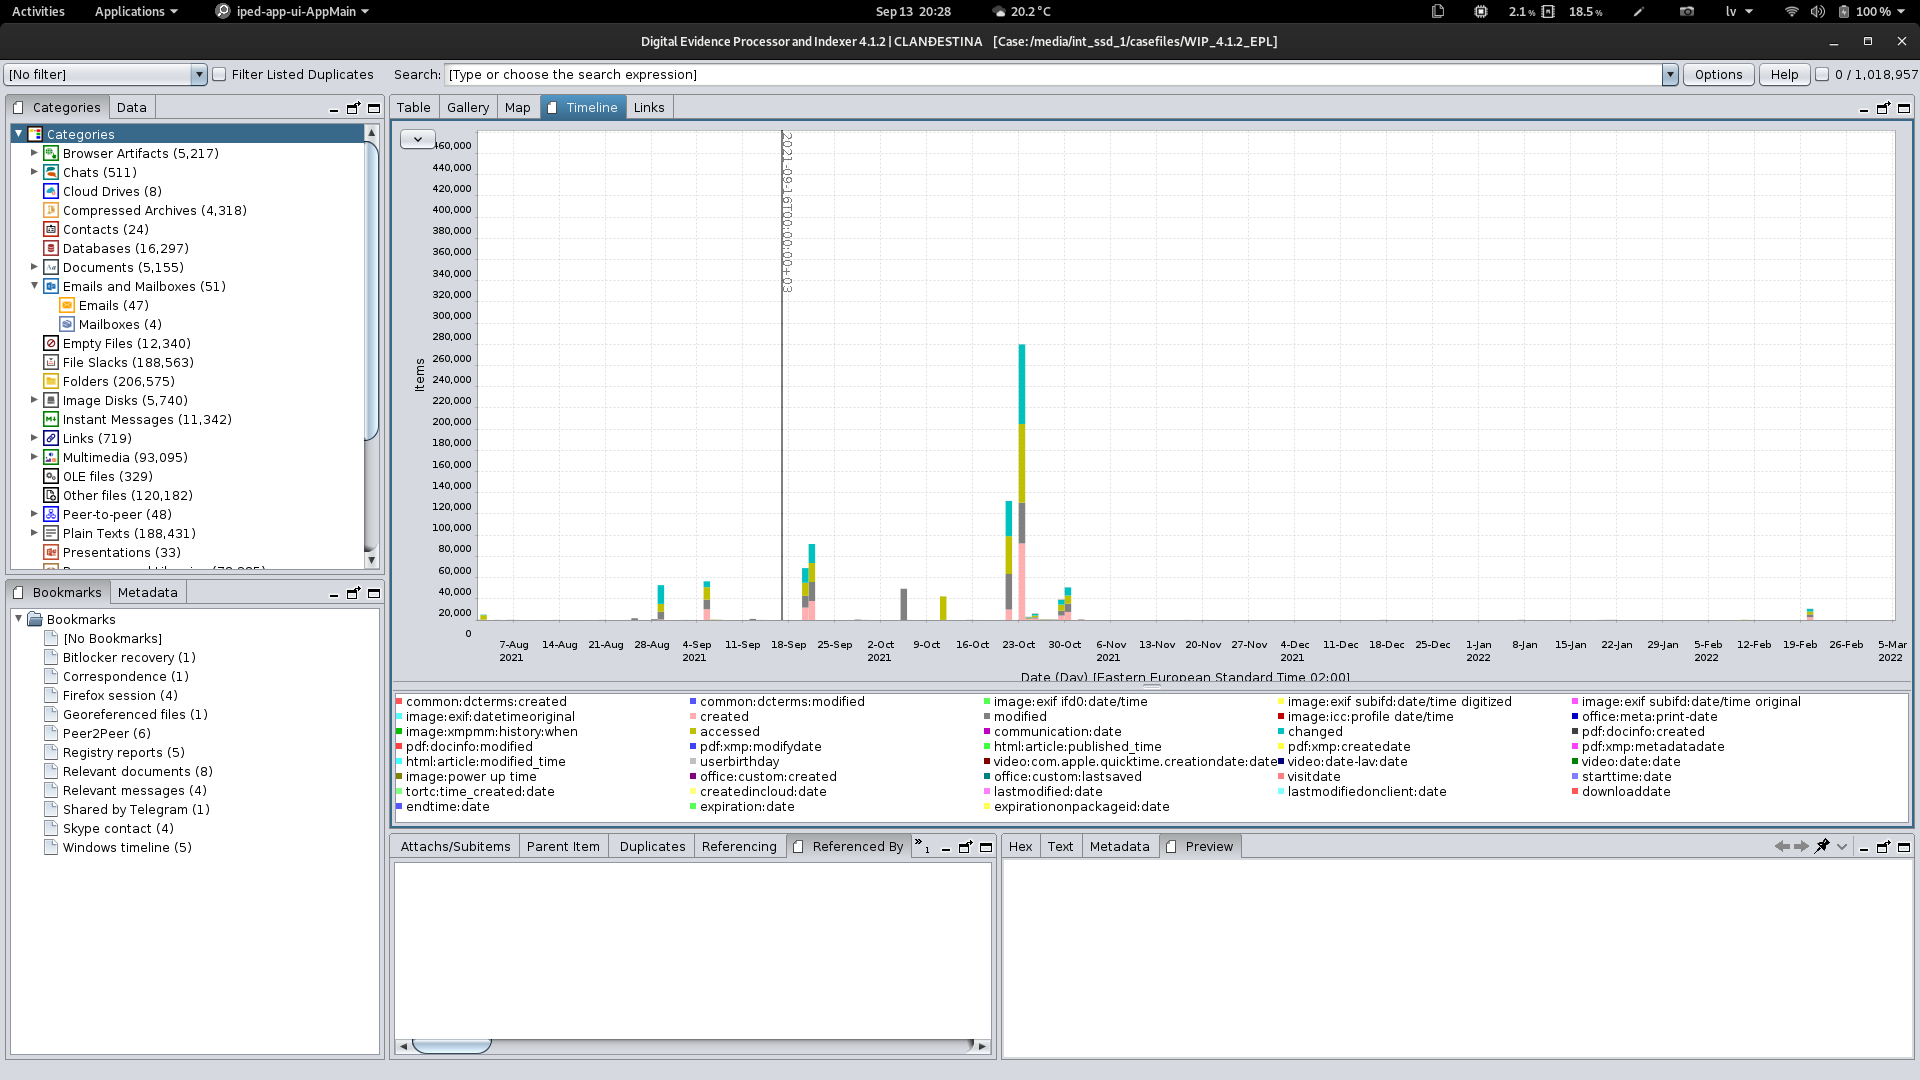 Activities Applications iped-app-ui-AppMain Sep 13 20:28 20.2 °C 2.1 % 18.5 % lv 100 %
Digital Evidence Processor and Indexer 4.1.2 | CLANĐESTINA [Case: /media/int_ssd_1/casefiles/WIP_4.1.2_EPL]
[No filter] Filter Listed Duplicates Search: [Type or choose the search expression] Options Help 0 / 1,018,957
Categories Data
Categories
Browser Artifacts (5,217)
Chats (511)
Cloud Drives (8)
Compressed Archives (4,318)
Contacts (24)
Databases (16,297)
Documents (5,155)
Emails and Mailboxes (51)
Emails (47)
Mailboxes (4)
Empty Files (12,340)
File Slacks (188,563)
Folders (206,575)
Image Disks (5,740)
Instant Messages (11,342)
Links (719)
Multimedia (93,095)
OLE files (329)
Other files (120,182)
Peer-to-peer (48)
Plain Texts (188,431)
Presentations (33)
Bookmarks Metadata
Bookmarks
[No Bookmarks]
Bitlocker recovery (1)
Correspondence (1)
Firefox session (4)
Georeferenced files (1)
Peer2Peer (6)
Registry reports (5)
Relevant documents (8)
Relevant messages (4)
Shared by Telegram (1)
Skype contact (4)
Windows timeline (5)
Table Gallery Map Timeline Links
460,000
440,000
420,000
400,000
380,000
360,000
340,000
320,000
300,000
280,000
260,000
240,000
220,000
200,000
180,000
160,000
140,000
120,000
100,000
80,000
60,000
40,000
20,000
0
Items
2021-09-16T00:00:00+03
7-Aug 14-Aug 21-Aug 28-Aug 4-Sep 11-Sep 18-Sep 25-Sep 2-Oct 9-Oct 16-Oct 23-Oct 30-Oct 6-Nov 13-Nov 20-Nov 27-Nov 4-Dec 11-Dec 18-Dec 25-Dec 1-Jan 8-Jan 15-Jan 22-Jan 29-Jan 5-Feb 12-Feb 19-Feb 26-Feb 5-Mar
2021 2021 2021 2021 2021 2022 2022 2022
Date (Day) [Eastern European Standard Time 02:00]
common:dcterms:created common:dcterms:modified image:exif ifd0:date/time image:exif subifd:date/time digitized image:exif subifd:date/time original
image:exif:datetimeoriginal created modified image:icc:profile date/time office:meta:print-date
image:xmpmm:history:when accessed communication:date changed pdf:docinfo:created
pdf:docinfo:modified pdf:xmp:modifydate html:article:published_time pdf:xmp:createdate pdf:xmp:metadatadate
html:article:modified_time userbirthday video:com.apple.quicktime.creationdate:date video:date-lav:date video:date:date
image:power up time office:custom:created office:custom:lastsaved visitdate starttime:date
tortc:time_created:date createdincloud:date lastmodified:date lastmodifiedonclient:date downloaddate
endtime:date expiration:date expirationonpackageid:date
Attachs/Subitems Parent Item Duplicates Referencing Referenced By »1
Hex Text Metadata Preview